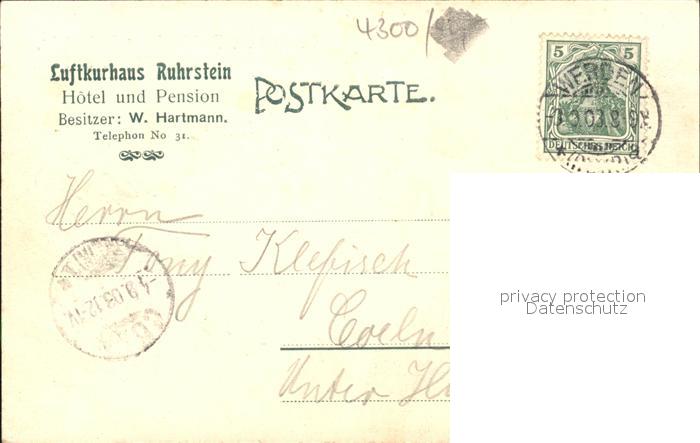 4300/
Luftkurhaus Ruhrstein
Hôtel und Pension
Besitzer: W. Hartmann.
Telephon No 31.
POSTKARTE.
5 5
WERDEN
DEUTSCHES REICH
Herrn
Tony Klefisch
Coeln
Unter
privacy protection
Datenschutz